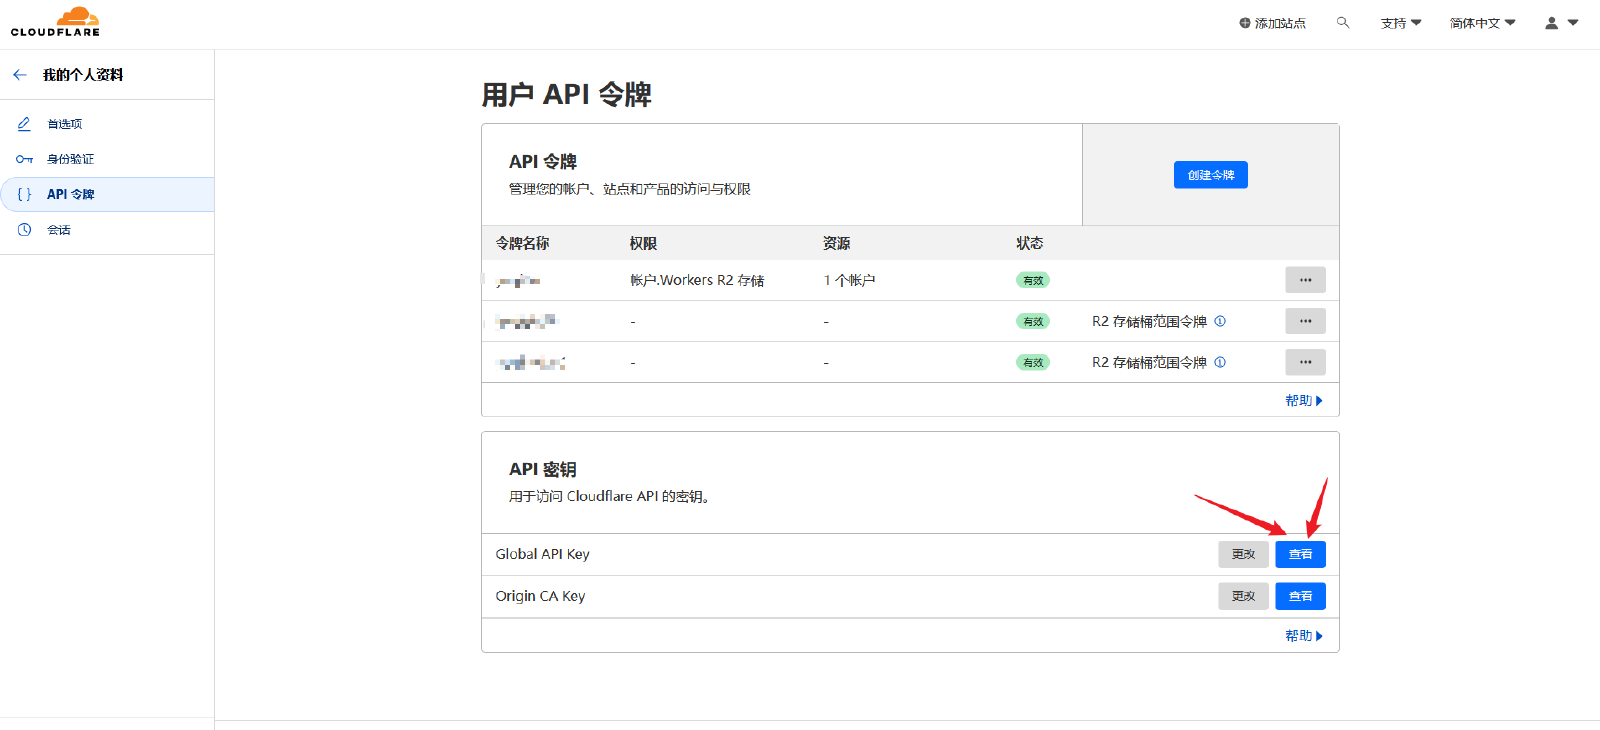 CLOUDFLARE
添加站点
支持
简体中文
我的个人资料
首选项
身份验证
API 令牌
会话
用户 API 令牌
API 令牌
管理您的帐户、站点和产品的访问与权限
创建令牌
令牌名称 权限 资源 状态
帐户.Workers R2 存储 1 个帐户 有效 ...
- - 有效 R2 存储桶范围令牌 ...
- - 有效 R2 存储桶范围令牌 ...
帮助
API 密钥
用于访问 Cloudflare API 的密钥。
Global API Key 更改 查看
Origin CA Key 更改 查看
帮助